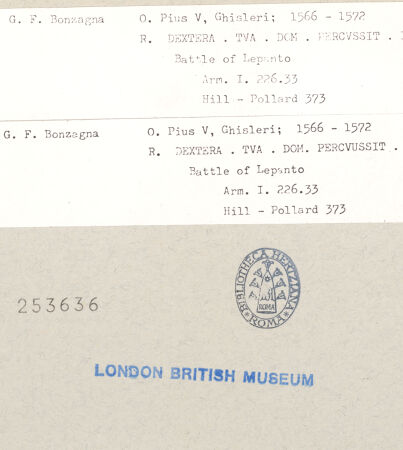 G. F. Bonzagna O. Pius V, Ghisleri; 1566 - 1572
R. DEXTERA . TVA . DOM. PERCVSSIT .
Battle of Lepanto
Arm. I. 226.33
Hill - Pollard 373
G. F. Bonzagna O. Pius V, Ghisleri; 1566 - 1572
R. DEXTERA . TVA . DOM. PERCVSSIT .
Battle of Lepanto
Arm. I. 226.33
Hill - Pollard 373
253636
BIBLIOTHECA HERTZIANA
ROMA
*ROMA*
LONDON BRITISH MUSEUM